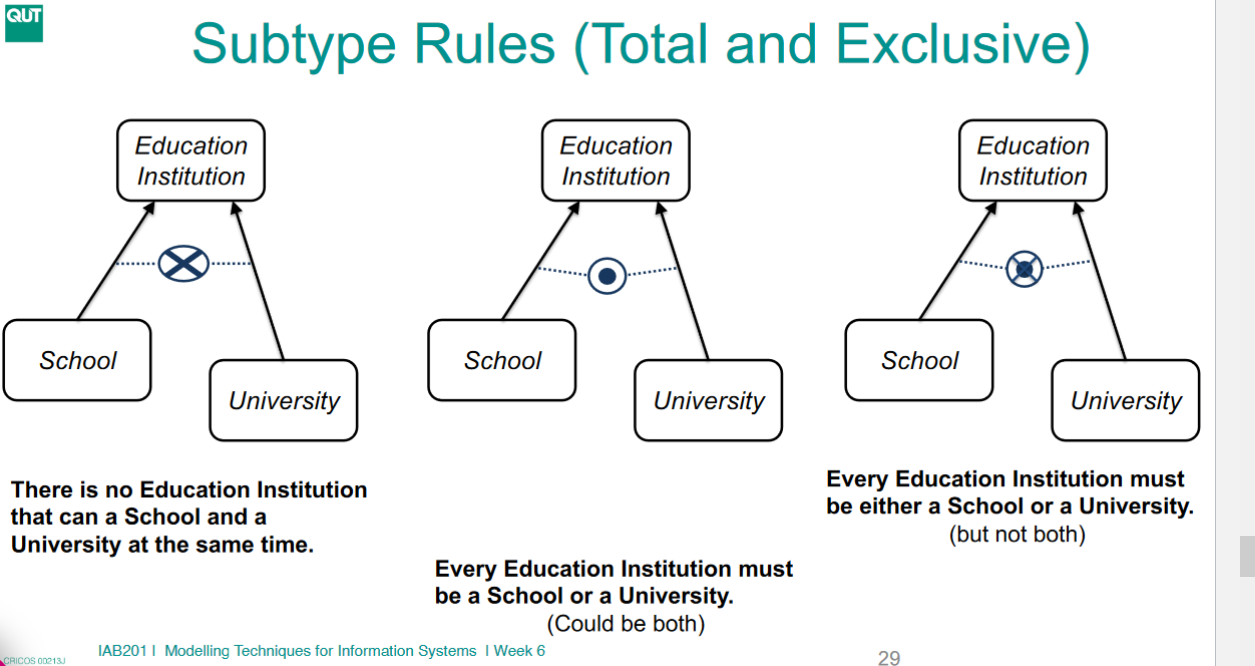 QUT
Subtype Rules (Total and Exclusive)
Education
Institution
School
University
There is no Education Institution
that can a School and a
University at the same time.
Education
Institution
School
University
Every Education Institution must
be a School or a University.
(Could be both)
Education
Institution
School
University
Every Education Institution must
be either a School or a University.
(but not both)
CRICOS 00213J
IAB201 | Modelling Techniques for Information Systems | Week 6
29